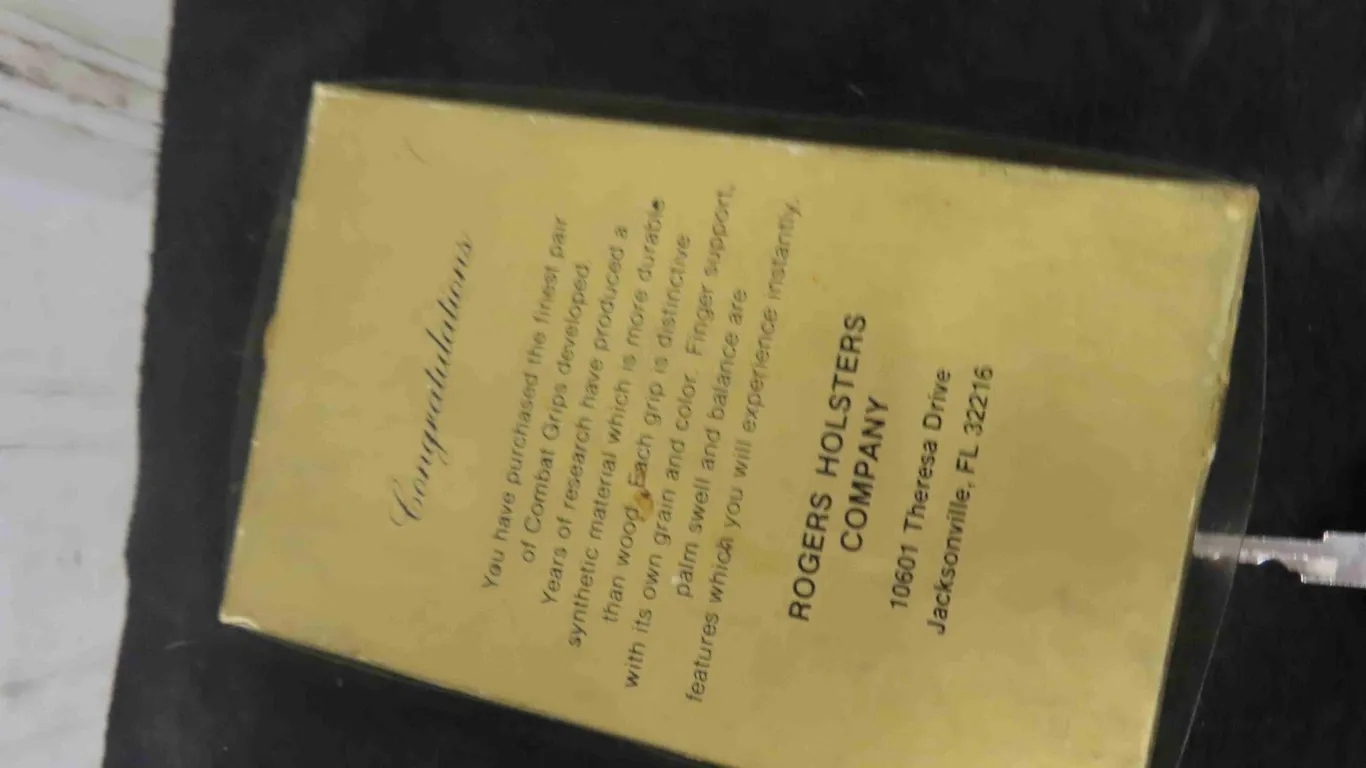 Congratulations
You have purchased the finest pair
of Combat Grips developed.
Years of research have produced a
synthetic material which is more durable
than wood. Each grip is distinctive
with its own grain and color. Finger support,
palm swell and balance are
features which you will experience instantly.
ROGERS HOLSTERS
COMPANY
10601 Theresa Drive
Jacksonville, FL 32216